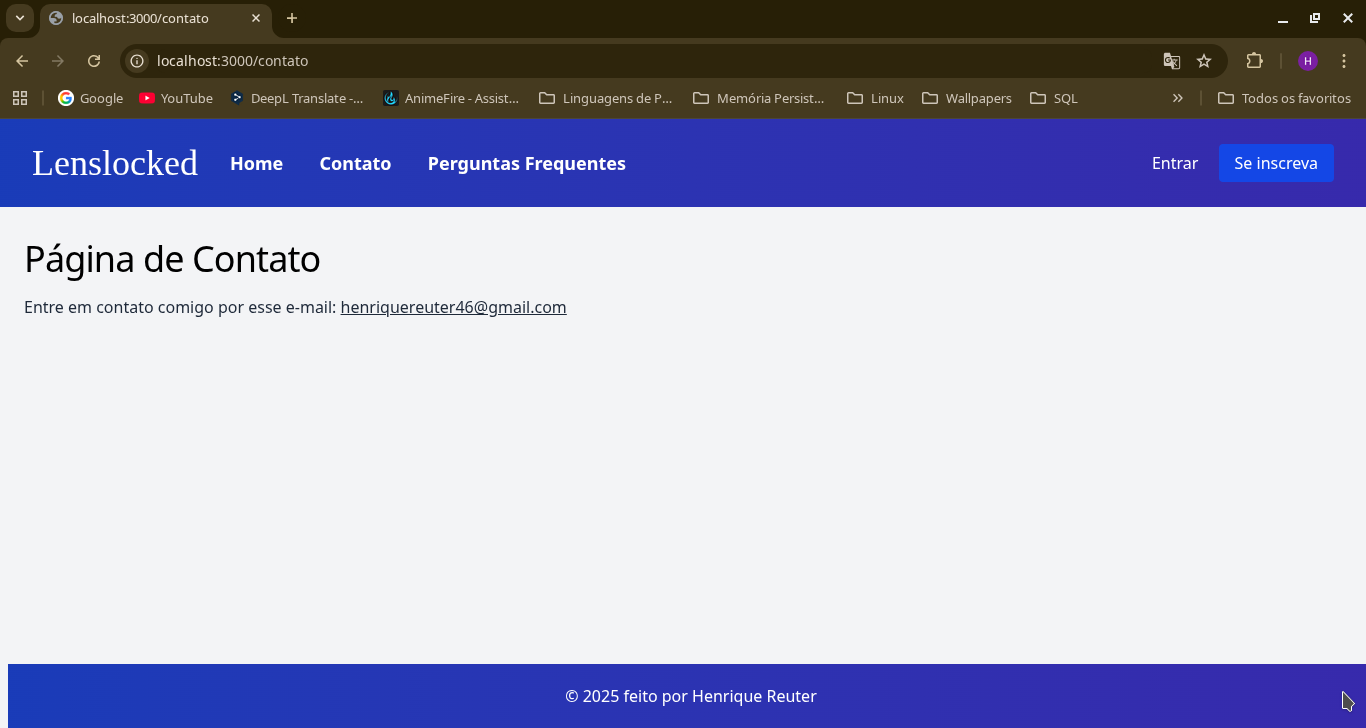 localhost:3000/contato
localhost:3000/contato
H
Google YouTube DeepL Translate -... AnimeFire - Assist... Linguagens de P... Memória Persist... Linux Wallpapers SQL Todos os favoritos
Lenslocked Home Contato Perguntas Frequentes Entrar Se inscreva
Página de Contato
Entre em contato comigo por esse e-mail: henriquereuter46@gmail.com
© 2025 feito por Henrique Reuter